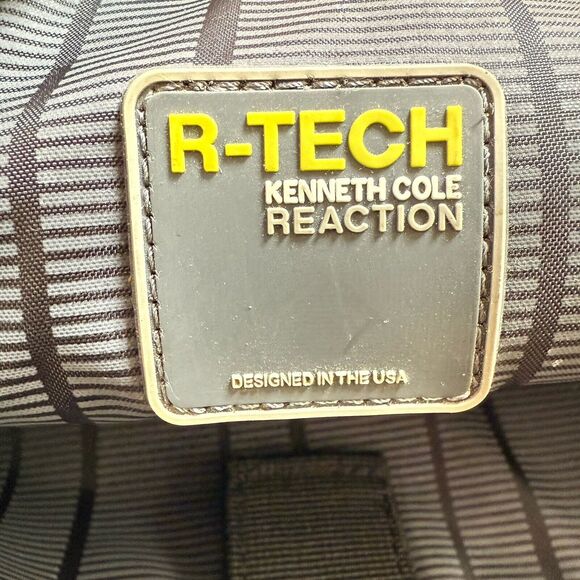 R-TECH
KENNETH COLE
REACTION
DESIGNED IN THE USA